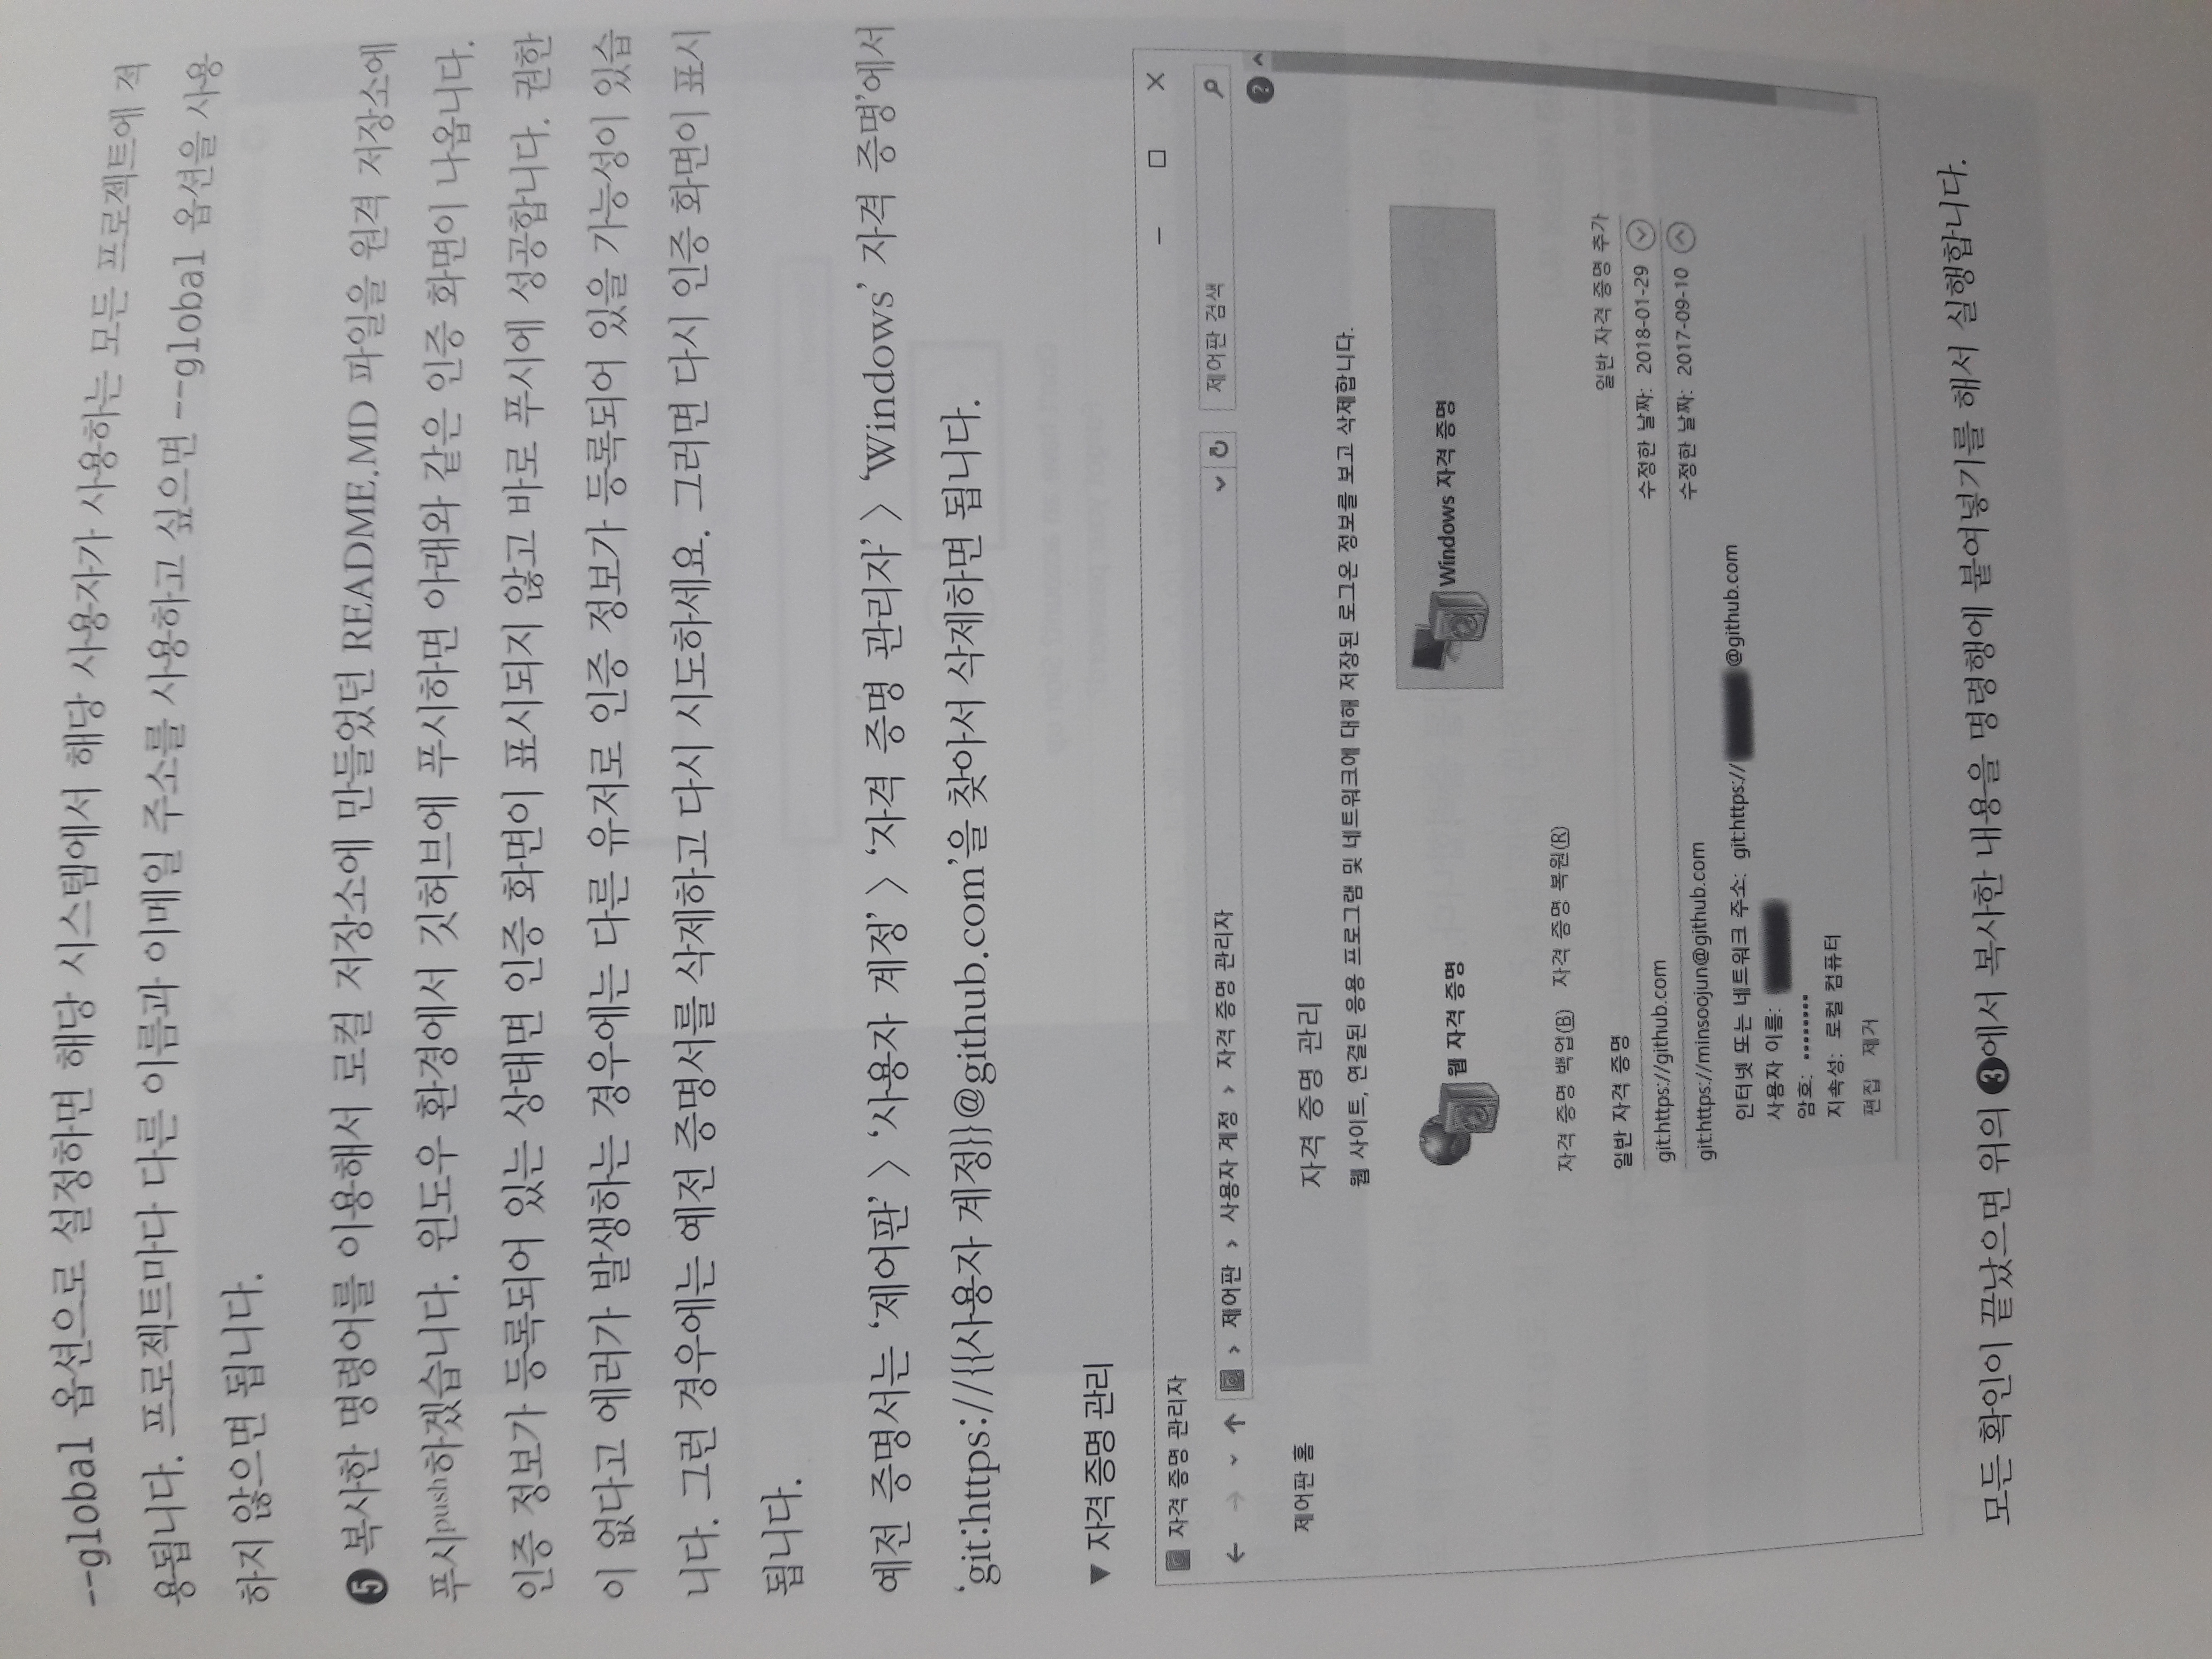 --global 옵션으로 설정하면 해당 시스템에서 해당 사용자가 사용하는 모든 프로젝트에 적
용됩니다. 프로젝트마다 다른 이름과 이메일 주소를 사용하고 싶으면 --global 옵션을 사용
하지 않으면 됩니다.
❺ 복사한 명령어를 이용해서 로컬 저장소에 만들었던 README.MD 파일을 원격 저장소에
푸시push하겠습니다. 윈도우 환경에서 깃허브에 푸시하면 아래와 같은 인증 화면이 나옵니다.
인증 정보가 등록되어 있는 상태면 인증 화면이 표시되지 않고 바로 푸시에 성공합니다. 권한
이 없다고 에러가 발생하는 경우에는 다른 유저로 인증 정보가 등록되어 있을 가능성이 있습
니다. 그런 경우에는 예전 증명서를 삭제하고 다시 시도하세요. 그러면 다시 인증 화면이 표시
됩니다.
예전 증명서는 ‘제어판’ 〉 ‘사용자 계정’ 〉 ‘자격 증명 관리자’ 〉 ‘Windows’ 자격 증명’에서
‘git:https://{{사용자 계정}}@github.com’을 찾아서 삭제하면 됩니다.
▼ 자격 증명 관리
자격 증명 관리자
제어판 › 사용자 계정 › 자격 증명 관리자
제어판 검색
제어판 홈
자격 증명 관리
웹 사이트, 연결된 응용 프로그램 및 네트워크에 대해 저장된 로그온 정보를 보고 삭제합니다.
웹 자격 증명
Windows 자격 증명
자격 증명 백업(B) 자격 증명 복원(R)
일반 자격 증명 일반 자격 증명 추가
git:https://github.com 수정한 날짜: 2018-01-29
git:https://minsoojun@github.com 수정한 날짜: 2017-09-10
인터넷 또는 네트워크 주소: git:https:// @github.com
사용자 이름:
암호: ••••••••
지속성: 로컬 컴퓨터
편집 제거
모든 확인이 끝났으면 위의 ❸에서 복사한 내용을 명령행에 붙여넣기를 해서 실행합니다.